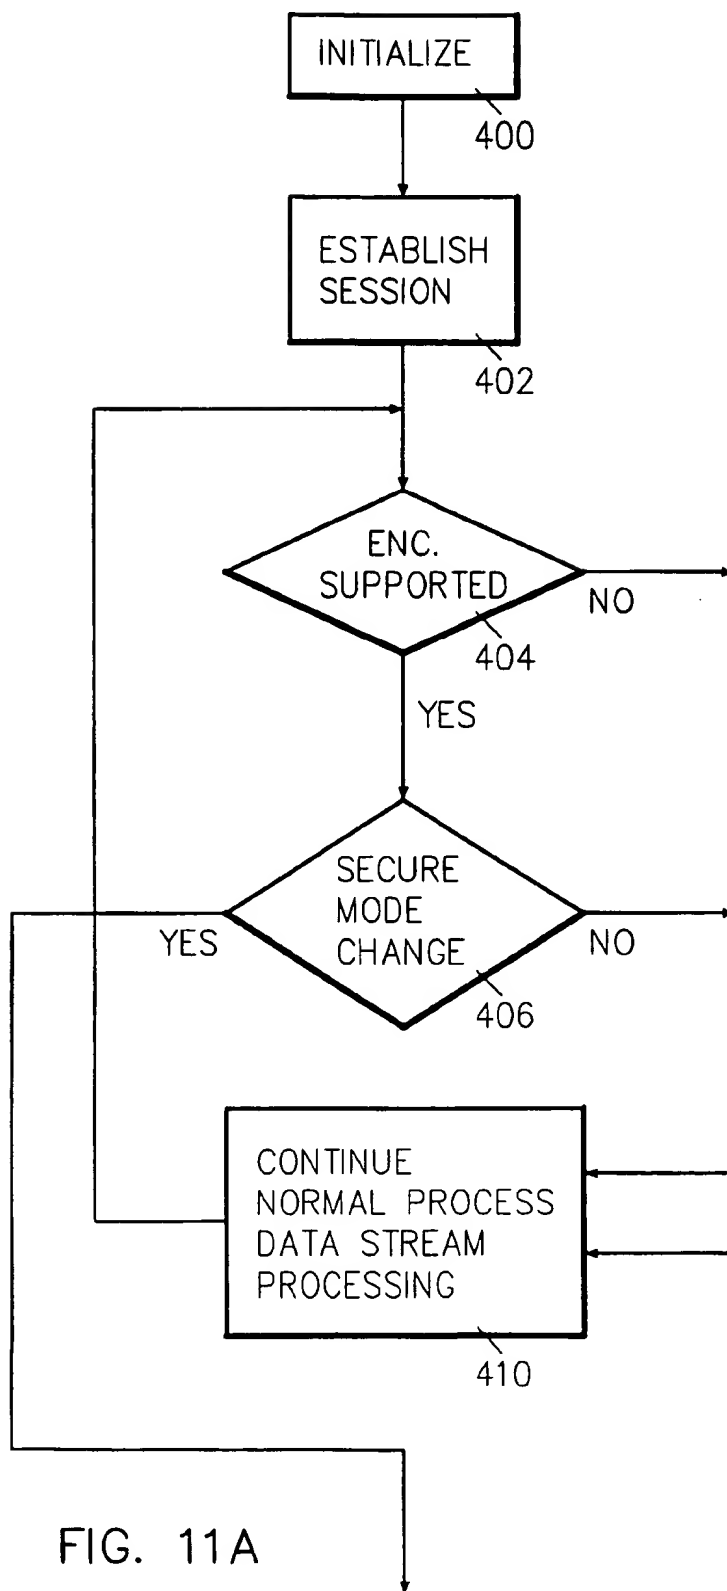 INITIALIZE
400
ESTABLISH
SESSION
402
ENC.
SUPPORTED
NO
404
YES
SECURE
MODE
CHANGE
YES
NO
406
CONTINUE
NORMAL PROCESS
DATA STREAM
PROCESSING
410
FIG. 11A